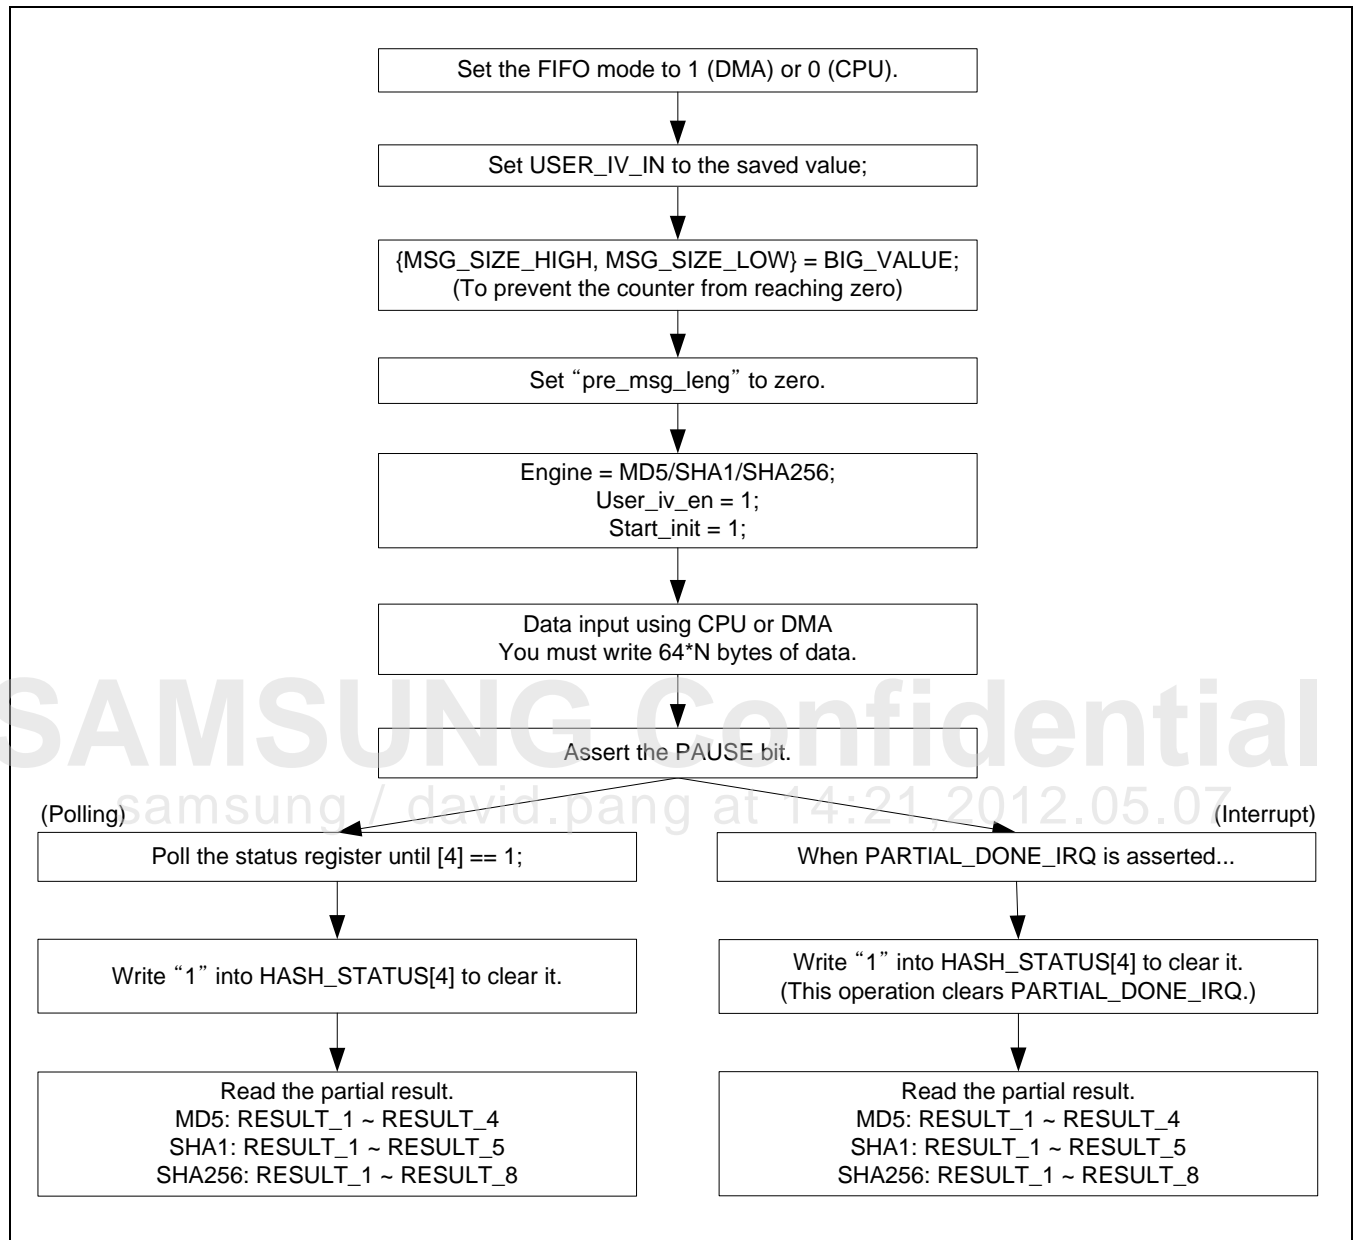 Set the FIFO mode to 1 (DMA) or 0 (CPU).
Set USER_IV_IN to the saved value;
{MSG_SIZE_HIGH, MSG_SIZE_LOW} = BIG_VALUE;
(To prevent the counter from reaching zero)
Set “pre_msg_leng” to zero.
Engine = MD5/SHA1/SHA256;
User_iv_en = 1;
Start_init = 1;
Data input using CPU or DMA
You must write 64*N bytes of data.
SAMSUNG Confidential
Assert the PAUSE bit.
samsung / david.pang at 14:21,2012.05.07
(Polling)
Poll the status register until [4] == 1;
Write “1” into HASH_STATUS[4] to clear it.
Read the partial result.
MD5: RESULT_1 ~ RESULT_4
SHA1: RESULT_1 ~ RESULT_5
SHA256: RESULT_1 ~ RESULT_8
(Interrupt)
When PARTIAL_DONE_IRQ is asserted...
Write “1” into HASH_STATUS[4] to clear it.
(This operation clears PARTIAL_DONE_IRQ.)
Read the partial result.
MD5: RESULT_1 ~ RESULT_4
SHA1: RESULT_1 ~ RESULT_5
SHA256: RESULT_1 ~ RESULT_8